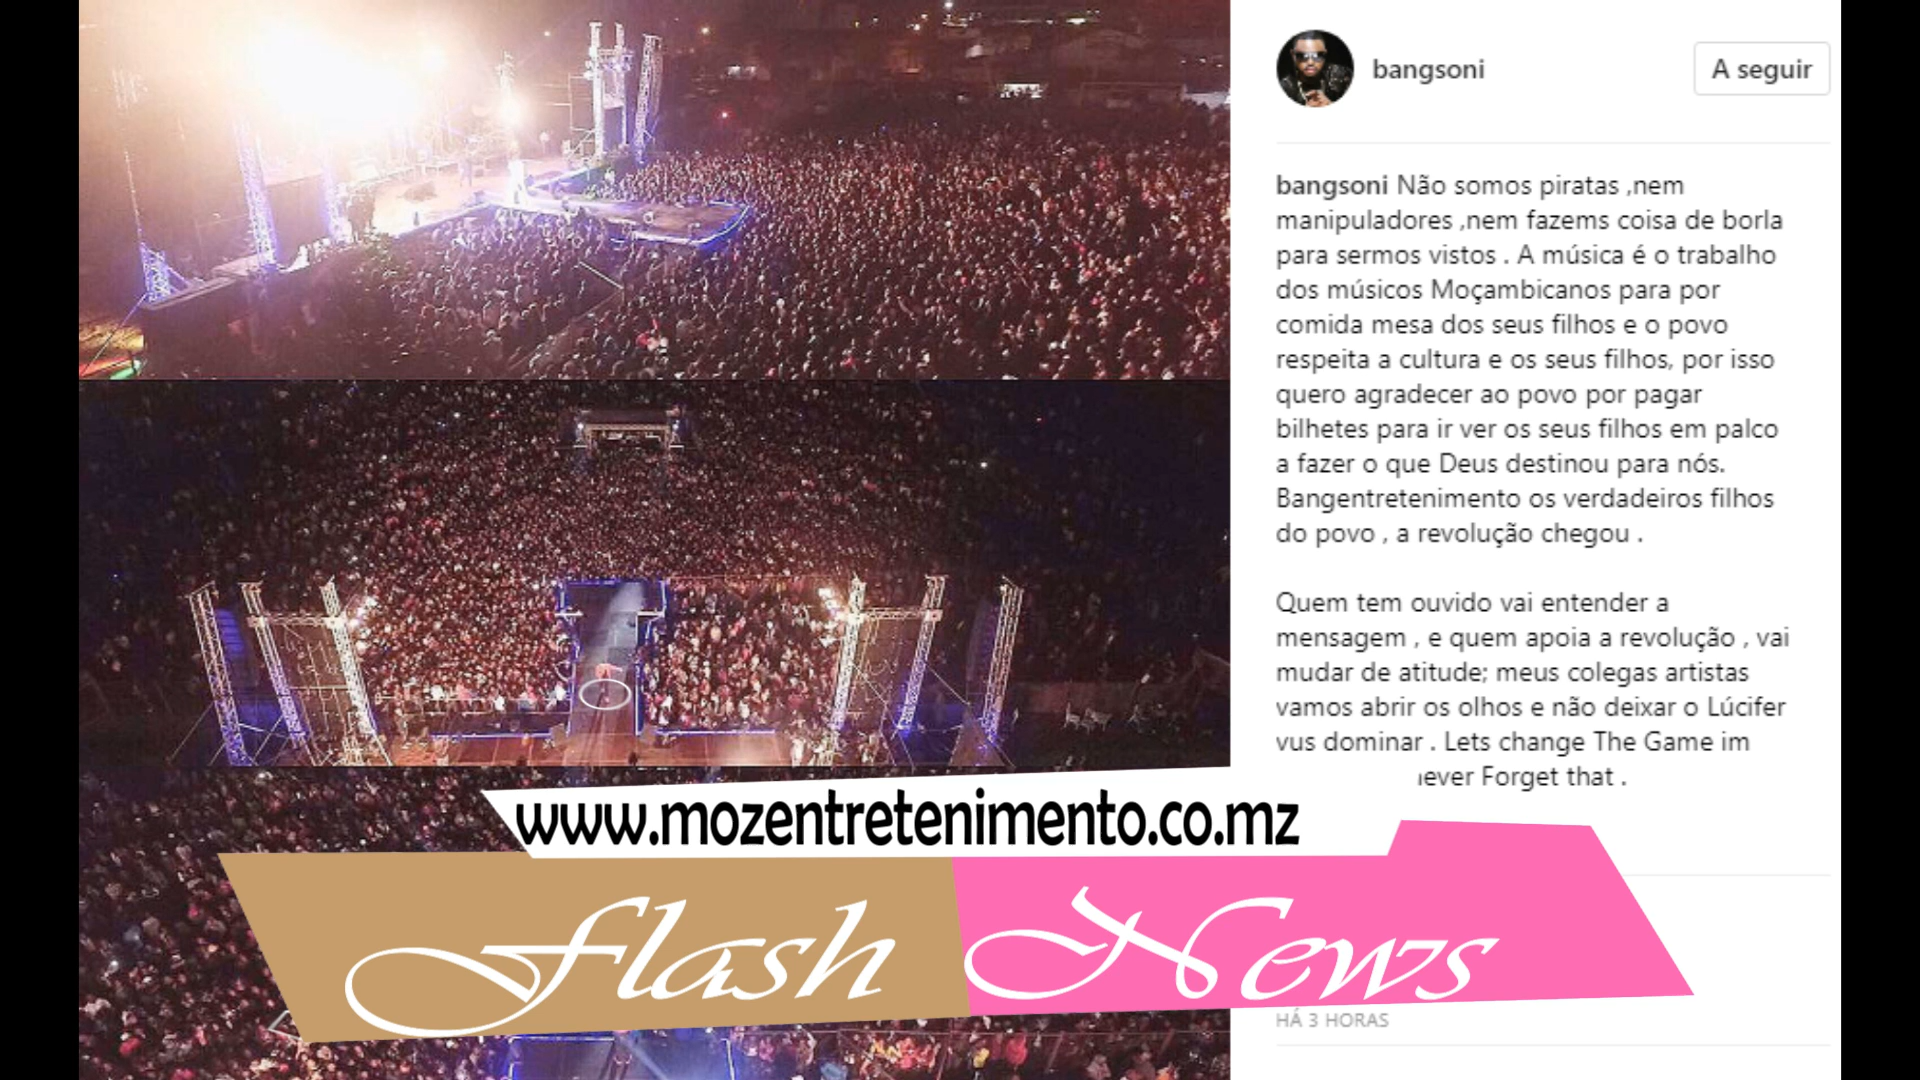 bangsoni
A seguir
bangsoni Não somos piratas ,nem
manipuladores ,nem fazems coisa de borla
para sermos vistos . A música é o trabalho
dos músicos Moçambicanos para por
comida mesa dos seus filhos e o povo
respeita a cultura e os seus filhos, por isso
quero agradecer ao povo por pagar
bilhetes para ir ver os seus filhos em palco
a fazer o que Deus destinou para nós.
Bangentretenimento os verdadeiros filhos
do povo , a revolução chegou .
Quem tem ouvido vai entender a
mensagem , e quem apoia a revolução , vai
mudar de atitude; meus colegas artistas
vamos abrir os olhos e não deixar o Lúcifer
vus dominar . Lets change The Game im
never Forget that .
www.mozentretenimento.co.mz
Flash News
HÁ 3 HORAS